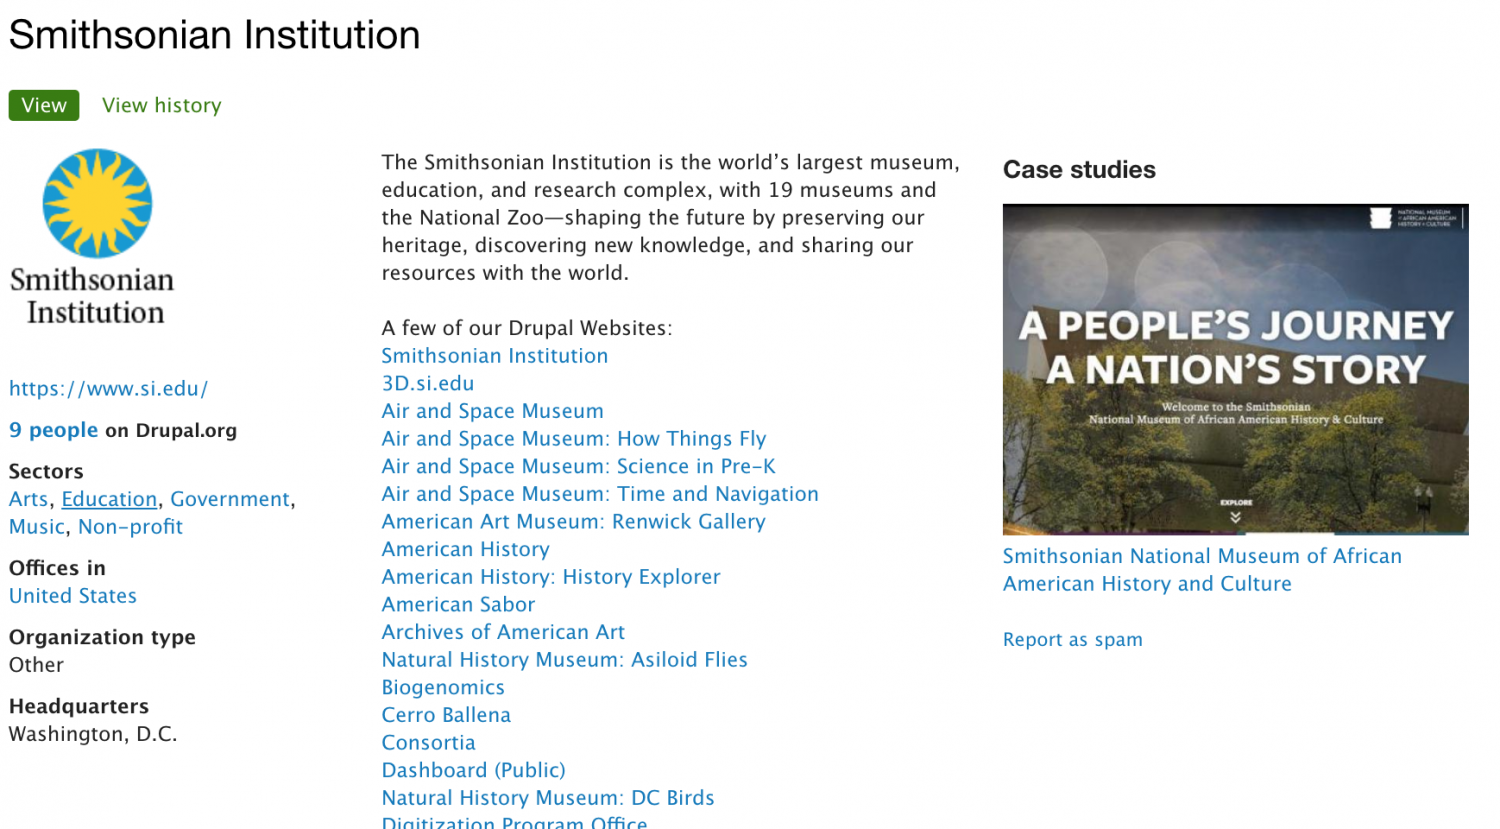 Smithsonian Institution
View
View history
Smithsonian
Institution
https://www.si.edu/
9 people on Drupal.org
Sectors
Arts, Education, Government,
Music, Non-profit
Offices in
United States
Organization type
Other
Headquarters
Washington, D.C.
The Smithsonian Institution is the world's largest museum,
education, and research complex, with 19 museums and
the National Zoo—shaping the future by preserving our
heritage, discovering new knowledge, and sharing our
resources with the world.
A few of our Drupal Websites:
Smithsonian Institution
3D.si.edu
Air and Space Museum
Air and Space Museum: How Things Fly
Air and Space Museum: Science in Pre-K
Air and Space Museum: Time and Navigation
American Art Museum: Renwick Gallery
American History
American History: History Explorer
American Sabor
Archives of American Art
Natural History Museum: Asiloid Flies
Biogenomics
Cerro Ballena
Consortia
Dashboard (Public)
Natural History Museum: DC Birds
Digitization Program Office
Case studies
NATIONAL MUSEUM
of AFRICAN AMERICAN
HISTORY & CULTURE
A PEOPLE'S JOURNEY
A NATION'S STORY
Welcome to the Smithsonian
National Museum of African American History & Culture
EXPLORE
Smithsonian National Museum of African
American History and Culture
Report as spam